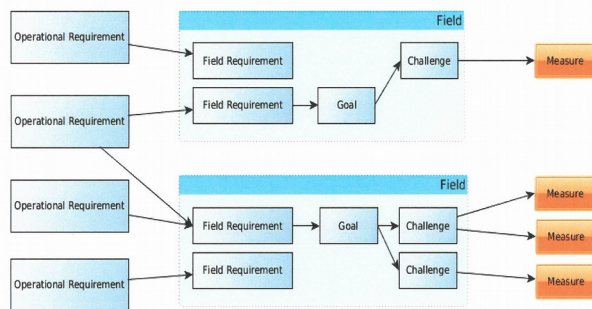 Field
Operational Requirement
Field Requirement
Challenge
Measure
Operational Requirement
Field Requirement
Goal
Field
Operational Requirement
Field Requirement
Goal
Challenge
Measure
Measure
Operational Requirement
Field Requirement
Challenge
Measure